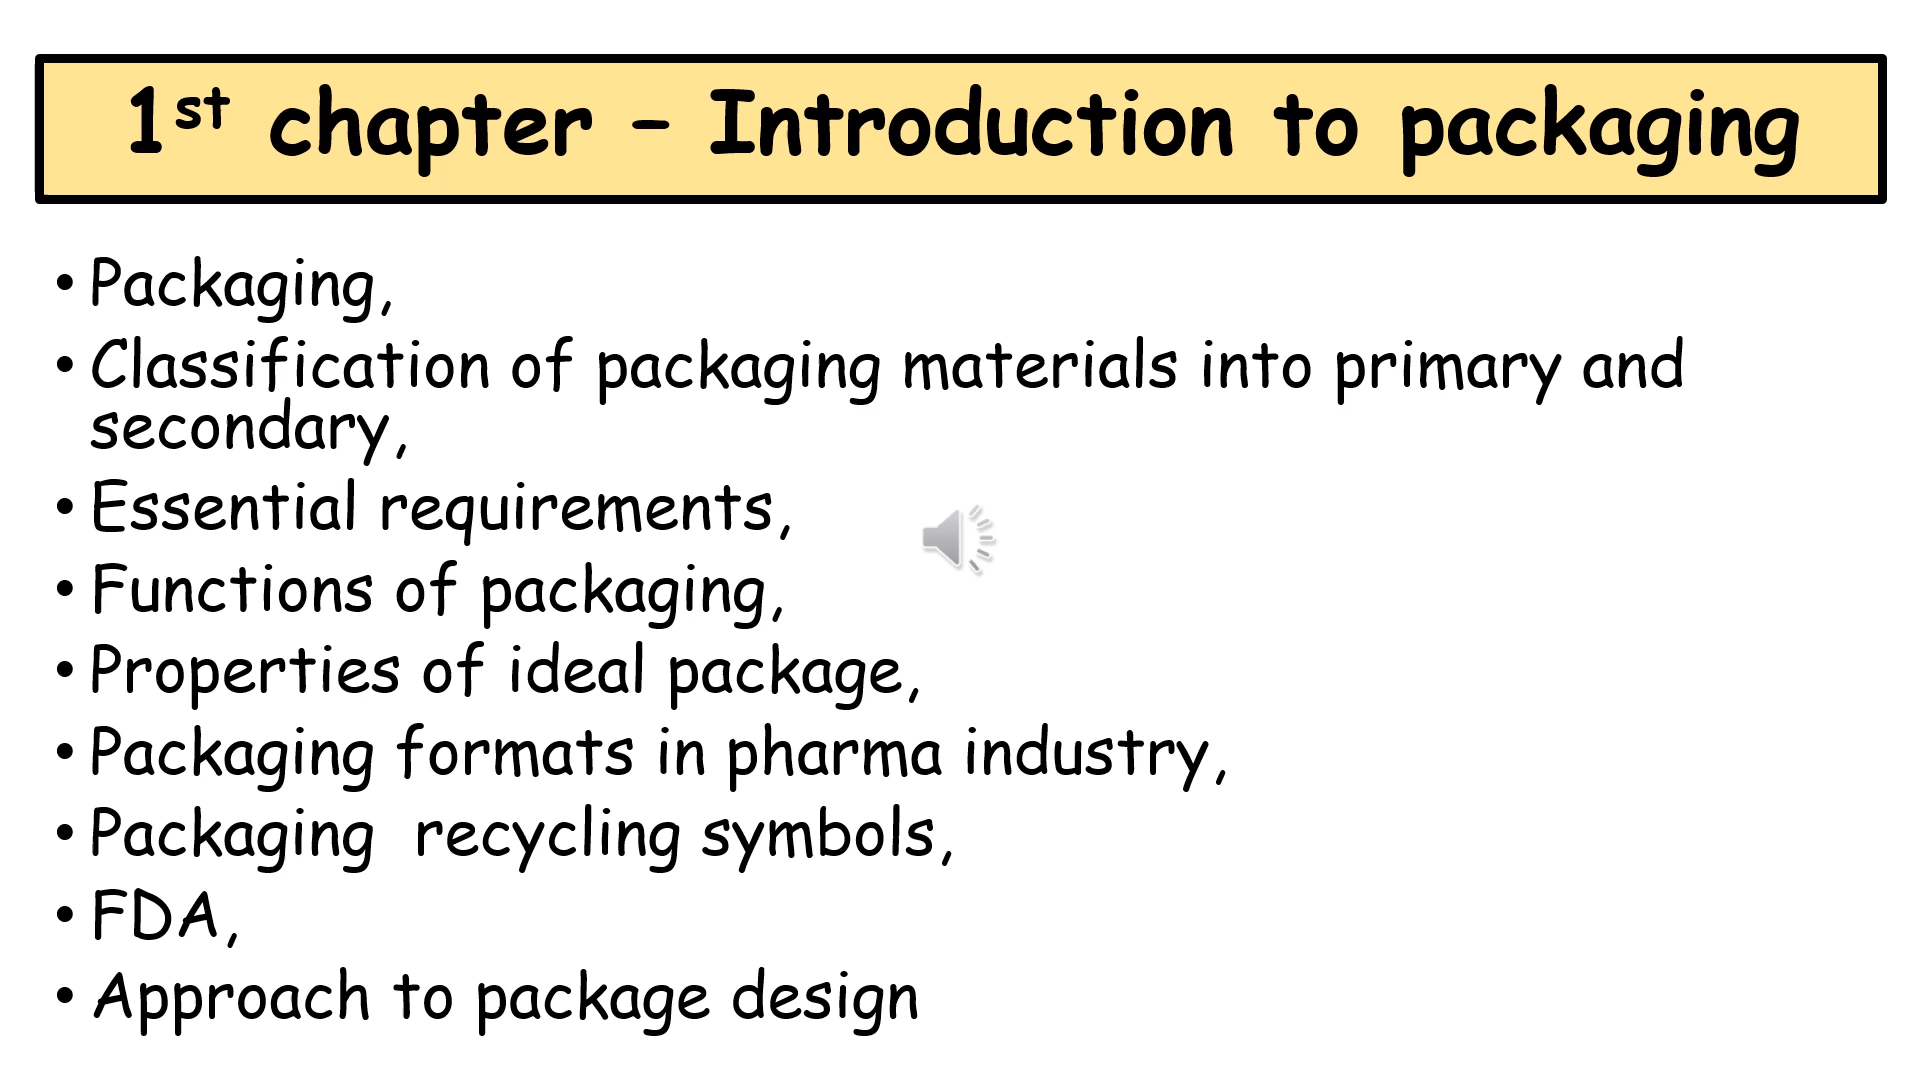 1st chapter – Introduction to packaging
• Packaging,
• Classification of packaging materials into primary and
secondary,
• Essential requirements,
• Functions of packaging,
• Properties of ideal package,
• Packaging formats in pharma industry,
• Packaging  recycling symbols,
• FDA,
• Approach to package design